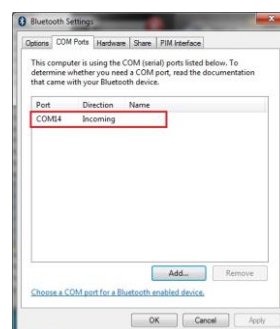 Bluetooth Settings
Options COM Ports Hardware Share PIM Interface
This computer is using the COM (serial) ports listed below. To
determine whether you need a COM port, read the documentation
that came with your Bluetooth device.
Port Direction Name
COM14 Incoming
Add... Remove
Choose a COM port for a Bluetooth enabled device.
OK Cancel Apply